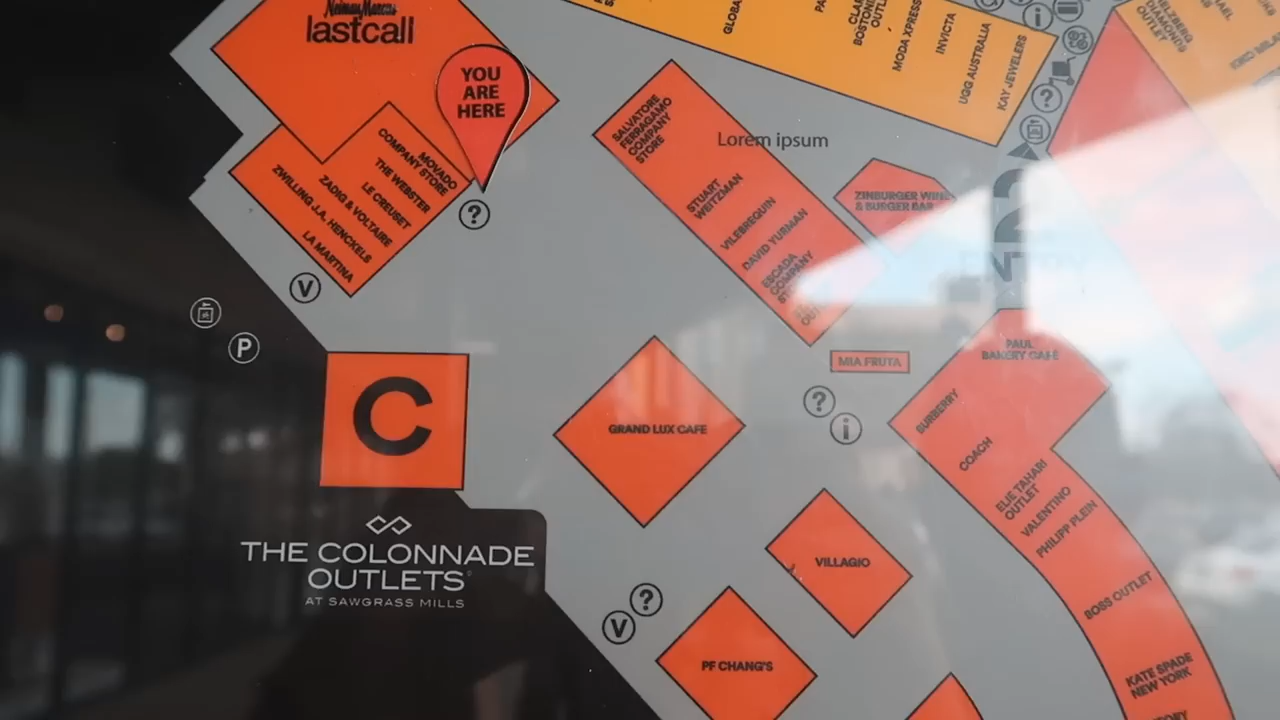 Neiman Marcus
lastcall
YOU
ARE
HERE
MOVADO
COMPANY STORE
THE WEBSTER
LE CREUSET
ZADIG & VOLTAIRE
ZWILLING J.A. HENCKELS
LA MARTINA
?
V
P
C
THE COLONNADE
OUTLETS
AT SAWGRASS MILLS
SALVATORE
FERRAGAMO
COMPANY
STORE
Lorem ipsum
STUART
WEITZMAN
VILEBREQUIN
DAVID YURMAN
ESCADA
COMPANY
ZINBURGER WINE
& BURGER BAR
MODA XPRESS
INVICTA
UGG AUSTRALIA
KAY JEWELERS
i
?
DIAMONDS
OUTLET
2
MIA FRUTA
?
i
GRAND LUX CAFE
PAUL
BAKERY CAFÉ
BURBERRY
COACH
ELIE TAHARI
OUTLET
VALENTINO
PHILIPP PLEIN
BOSS OUTLET
KATE SPADE
NEW YORK
VILLAGIO
?
V
PF CHANG'S